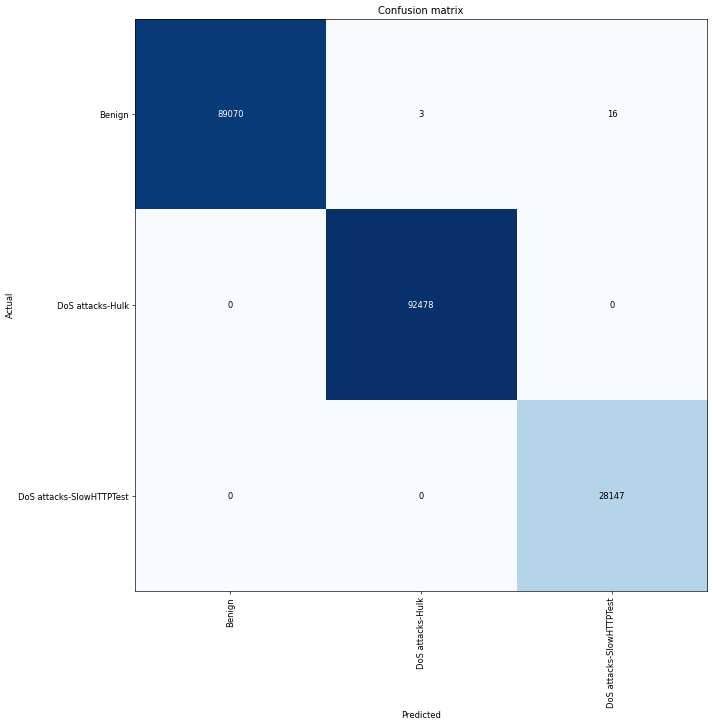 Confusion matrix
Actual
Benign
89070 3 16
DoS attacks-Hulk
0 92478 0
DoS attacks-SlowHTTPTest
0 0 28147
Benign
DoS attacks-Hulk
DoS attacks-SlowHTTPTest
Predicted